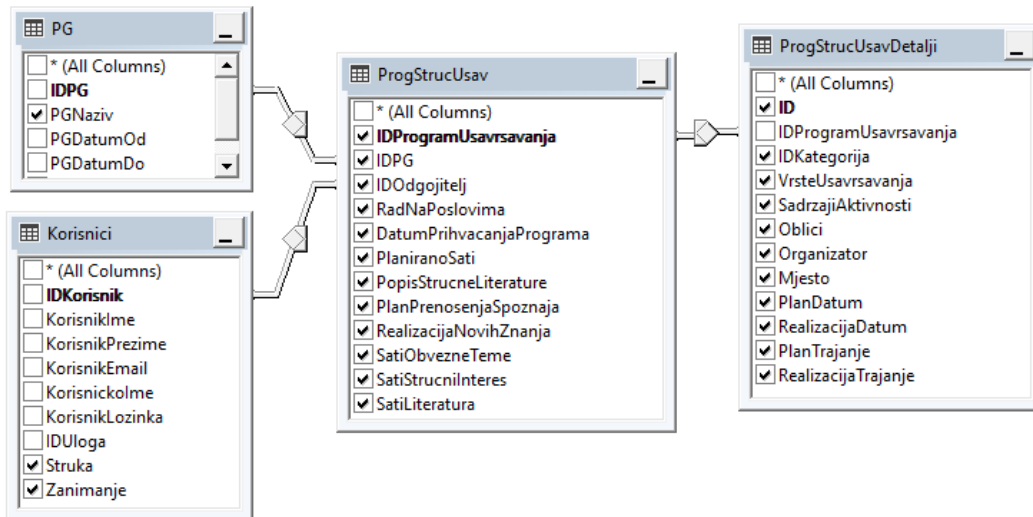 PG
* (All Columns)
IDPG
PGNaziv
PGDatumOd
PGDatumDo
Korisnici
* (All Columns)
IDKorisnik
KorisnikIme
KorisnikPrezime
KorisnikEmail
KorisnickoIme
KorisnikLozinka
IDUloga
Struka
Zanimanje
ProgStrucUsav
* (All Columns)
IDProgramUsavrsavanja
IDPG
IDOdgojitelj
RadNaPoslovima
DatumPrihvacanjaPrograma
PlaniranoSati
PopisStrucneLiterature
PlanPrenosenjaSpoznaja
RealizacijaNovihZnanja
SatiObvezneTeme
SatiStrucniInteres
SatiLiteratura
ProgStrucUsavDetalji
* (All Columns)
ID
IDProgramUsavrsavanja
IDKategorija
VrsteUsavrsavanja
SadrzajiAktivnosti
Oblici
Organizator
Mjesto
PlanDatum
RealizacijaDatum
PlanTrajanje
RealizacijaTrajanje